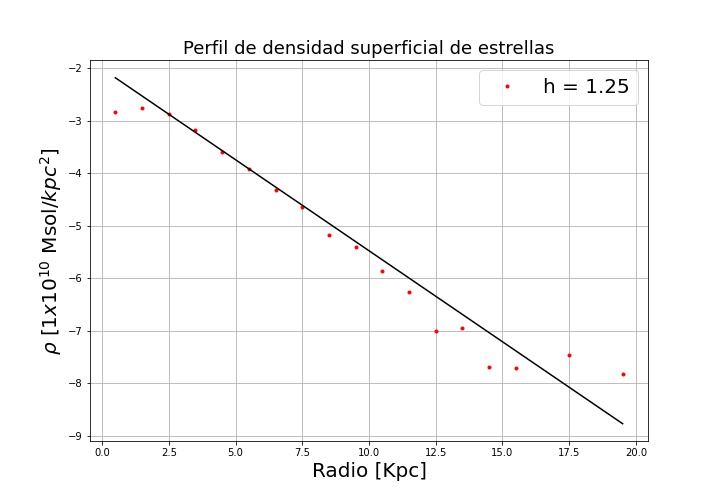 Perfil de densidad superficial de estrellas
h = 1.25
−2
−3
−4
−5
−6
−7
−8
−9
ρ [1x10¹⁰ Msol/kpc²]
0.0 2.5 5.0 7.5 10.0 12.5 15.0 17.5 20.0
Radio [Kpc]